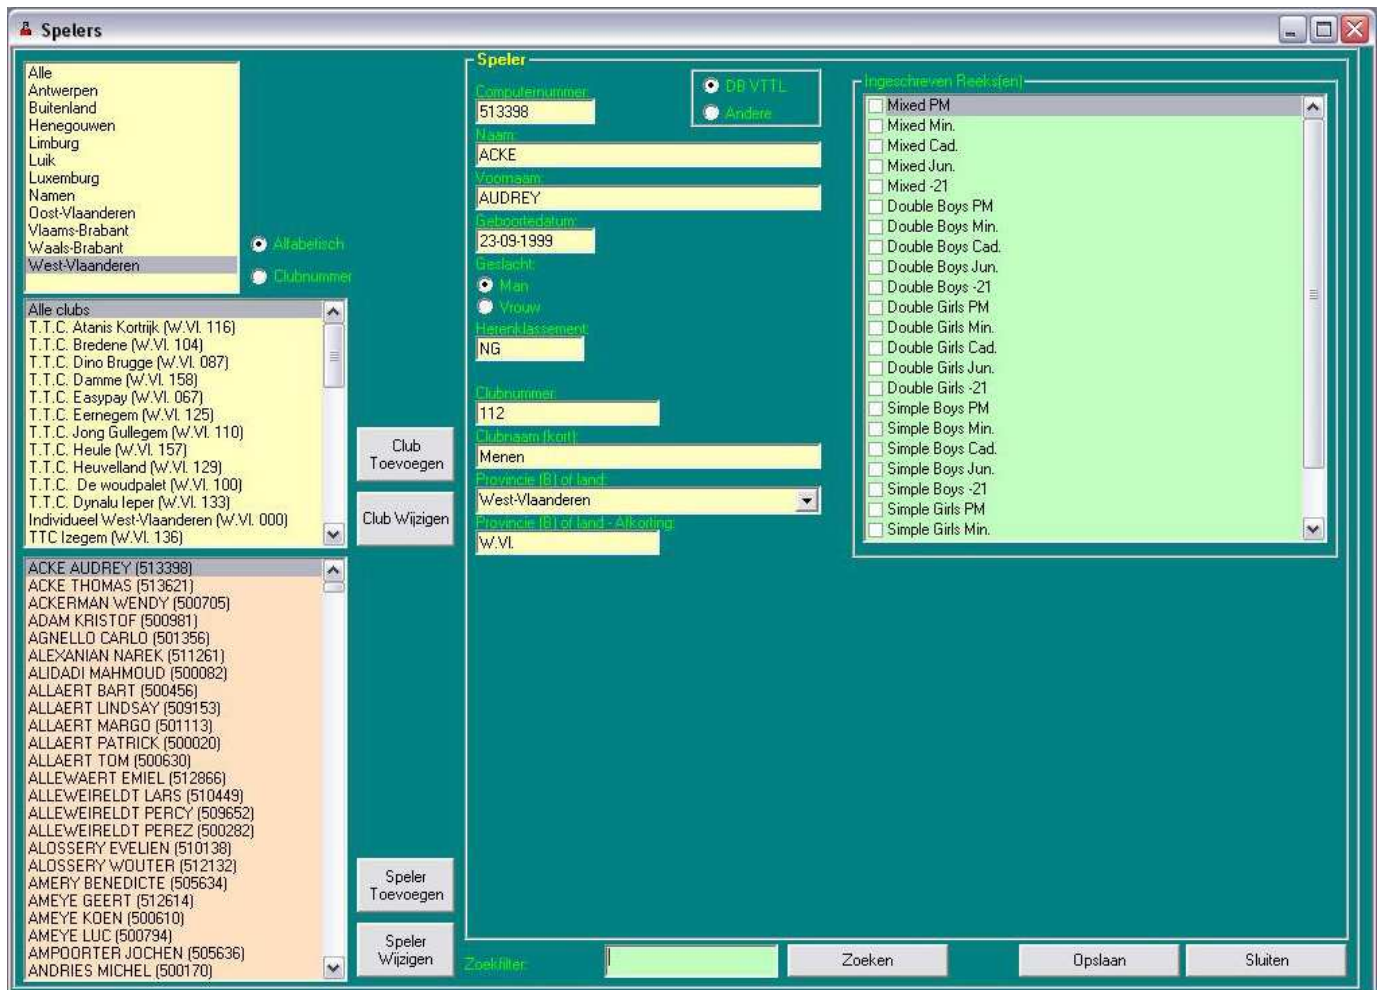 Spelers
Alle
Antwerpen
Buitenland
Henegouwen
Limburg
Luik
Luxemburg
Namen
Oost-Vlaanderen
Vlaams-Brabant
Waals-Brabant
West-Vlaanderen
Alfabetisch
Clubnummer
Alle clubs
T.T.C. Atanis Kortrijk (W.Vl. 116)
T.T.C. Bredene (W.Vl. 104)
T.T.C. Dino Brugge (W.Vl. 087)
T.T.C. Damme (W.Vl. 158)
T.T.C. Easypay (W.Vl. 067)
T.T.C. Eernegem (W.Vl. 125)
T.T.C. Jong Gullegem (W.Vl. 110)
T.T.C. Heule (W.Vl. 157)
T.T.C. Heuvelland (W.Vl. 129)
T.T.C.  De woudpalet (W.Vl. 100)
T.T.C. Dynalu Ieper (W.Vl. 133)
Individueel West-Vlaanderen (W.Vl. 000)
TTC Izegem (W.Vl. 136)
Club Toevoegen
Club Wijzigen
ACKE AUDREY (513398)
ACKE THOMAS (513621)
ACKERMAN WENDY (500705)
ADAM KRISTOF (500981)
AGNELLO CARLO (501356)
ALEXANIAN NAREK (511261)
ALIDADI MAHMOUD (500082)
ALLAERT BART (500456)
ALLAERT LINDSAY (509153)
ALLAERT MARGO (501113)
ALLAERT PATRICK (500020)
ALLAERT TOM (500630)
ALLEWAERT EMIEL (512866)
ALLEWEIRELDT LARS (510449)
ALLEWEIRELDT PERCY (509652)
ALLEWEIRELDT PEREZ (500282)
ALOSSERY EVELIEN (510138)
ALOSSERY WOUTER (512132)
AMERY BENEDICTE (505634)
AMEYE GEERT (512614)
AMEYE KOEN (500610)
AMEYE LUC (500794)
AMPOORTER JOCHEN (505636)
ANDRIES MICHEL (500170)
Speler Toevoegen
Speler Wijzigen
Speler
Computernummer:
513398
DB VTTL
Andere
Naam:
ACKE
Voornaam:
AUDREY
Geboortedatum:
23-09-1999
Geslacht:
Man
Vrouw
Herenklassement:
NG
Clubnummer:
112
Clubnaam (kort):
Menen
Provincie (B) of land:
West-Vlaanderen
Provincie (B) of land - Afkorting:
W.Vl.
Ingeschreven Reeks(en)
Mixed PM
Mixed Min.
Mixed Cad.
Mixed Jun.
Mixed -21
Double Boys PM
Double Boys Min.
Double Boys Cad.
Double Boys Jun.
Double Boys -21
Double Girls PM
Double Girls Min.
Double Girls Cad.
Double Girls Jun.
Double Girls -21
Simple Boys PM
Simple Boys Min.
Simple Boys Cad.
Simple Boys Jun.
Simple Boys -21
Simple Girls PM
Simple Girls Min.
Zoekfilter:
Zoeken
Opslaan
Sluiten